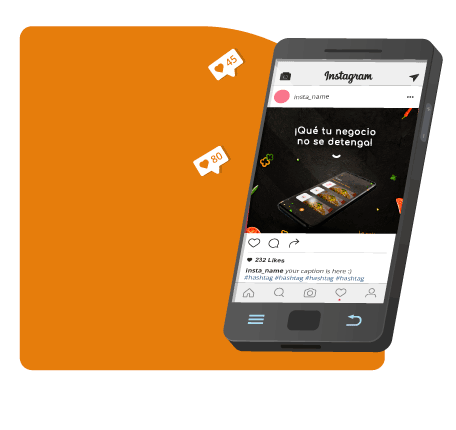 45
Instagram
insta_name
¡Qué tu negocio
no se detenga!
80
232 Likes
insta_name your caption is here :)
#hashtag #hashtag #hashtag #hashtag